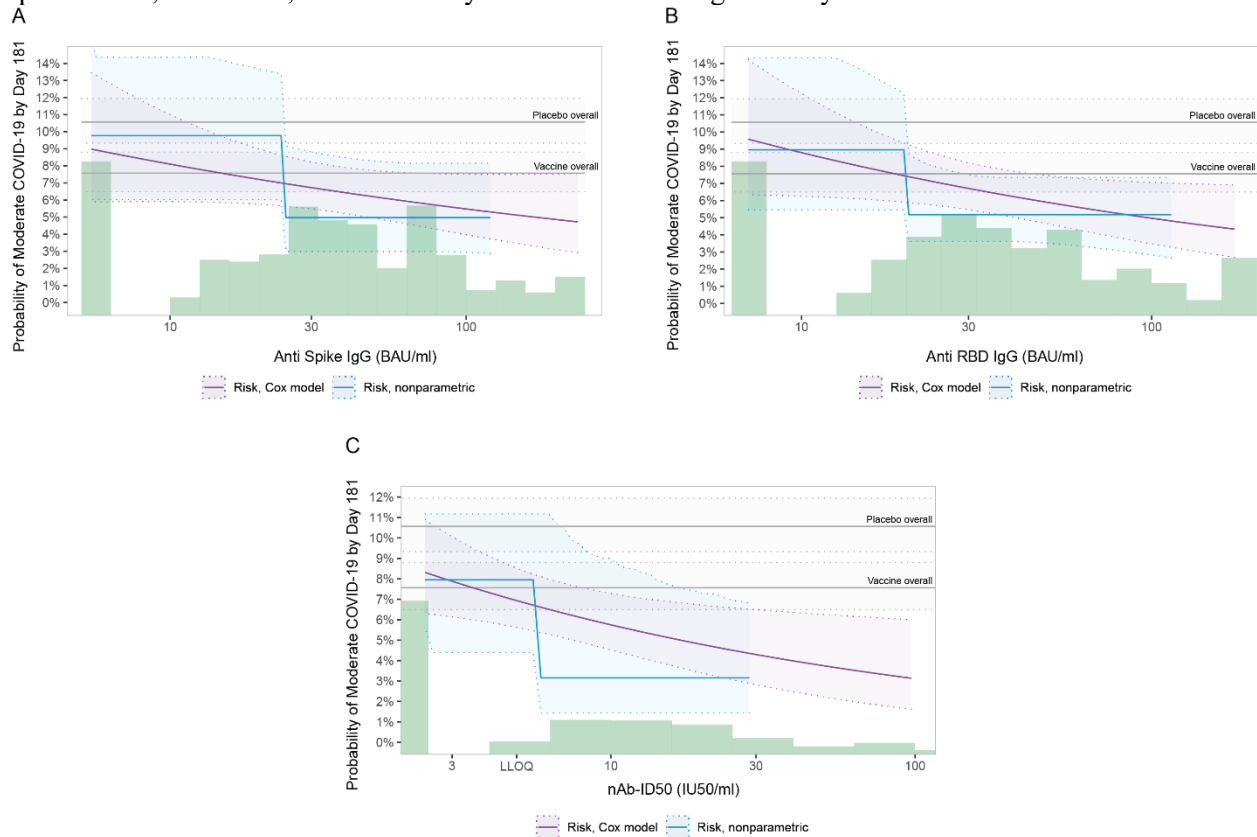 A
Probability of Moderate COVID-19 by Day 181
14%
13%
12%
11%
10%
9%
8%
7%
6%
5%
4%
3%
2%
1%
0%
Placebo overall
Vaccine overall
10 30 100
Anti Spike IgG (BAU/ml)
Risk, Cox model Risk, nonparametric
B
Probability of Moderate COVID-19 by Day 181
14%
13%
12%
11%
10%
9%
8%
7%
6%
5%
4%
3%
2%
1%
0%
Placebo overall
Vaccine overall
10 30 100
Anti RBD IgG (BAU/ml)
Risk, Cox model Risk, nonparametric
C
Probability of Moderate COVID-19 by Day 181
12%
11%
10%
9%
8%
7%
6%
5%
4%
3%
2%
1%
0%
Placebo overall
Vaccine overall
3 LLOQ 10 30 100
nAb-ID50 (IU50/ml)
Risk, Cox model Risk, nonparametric